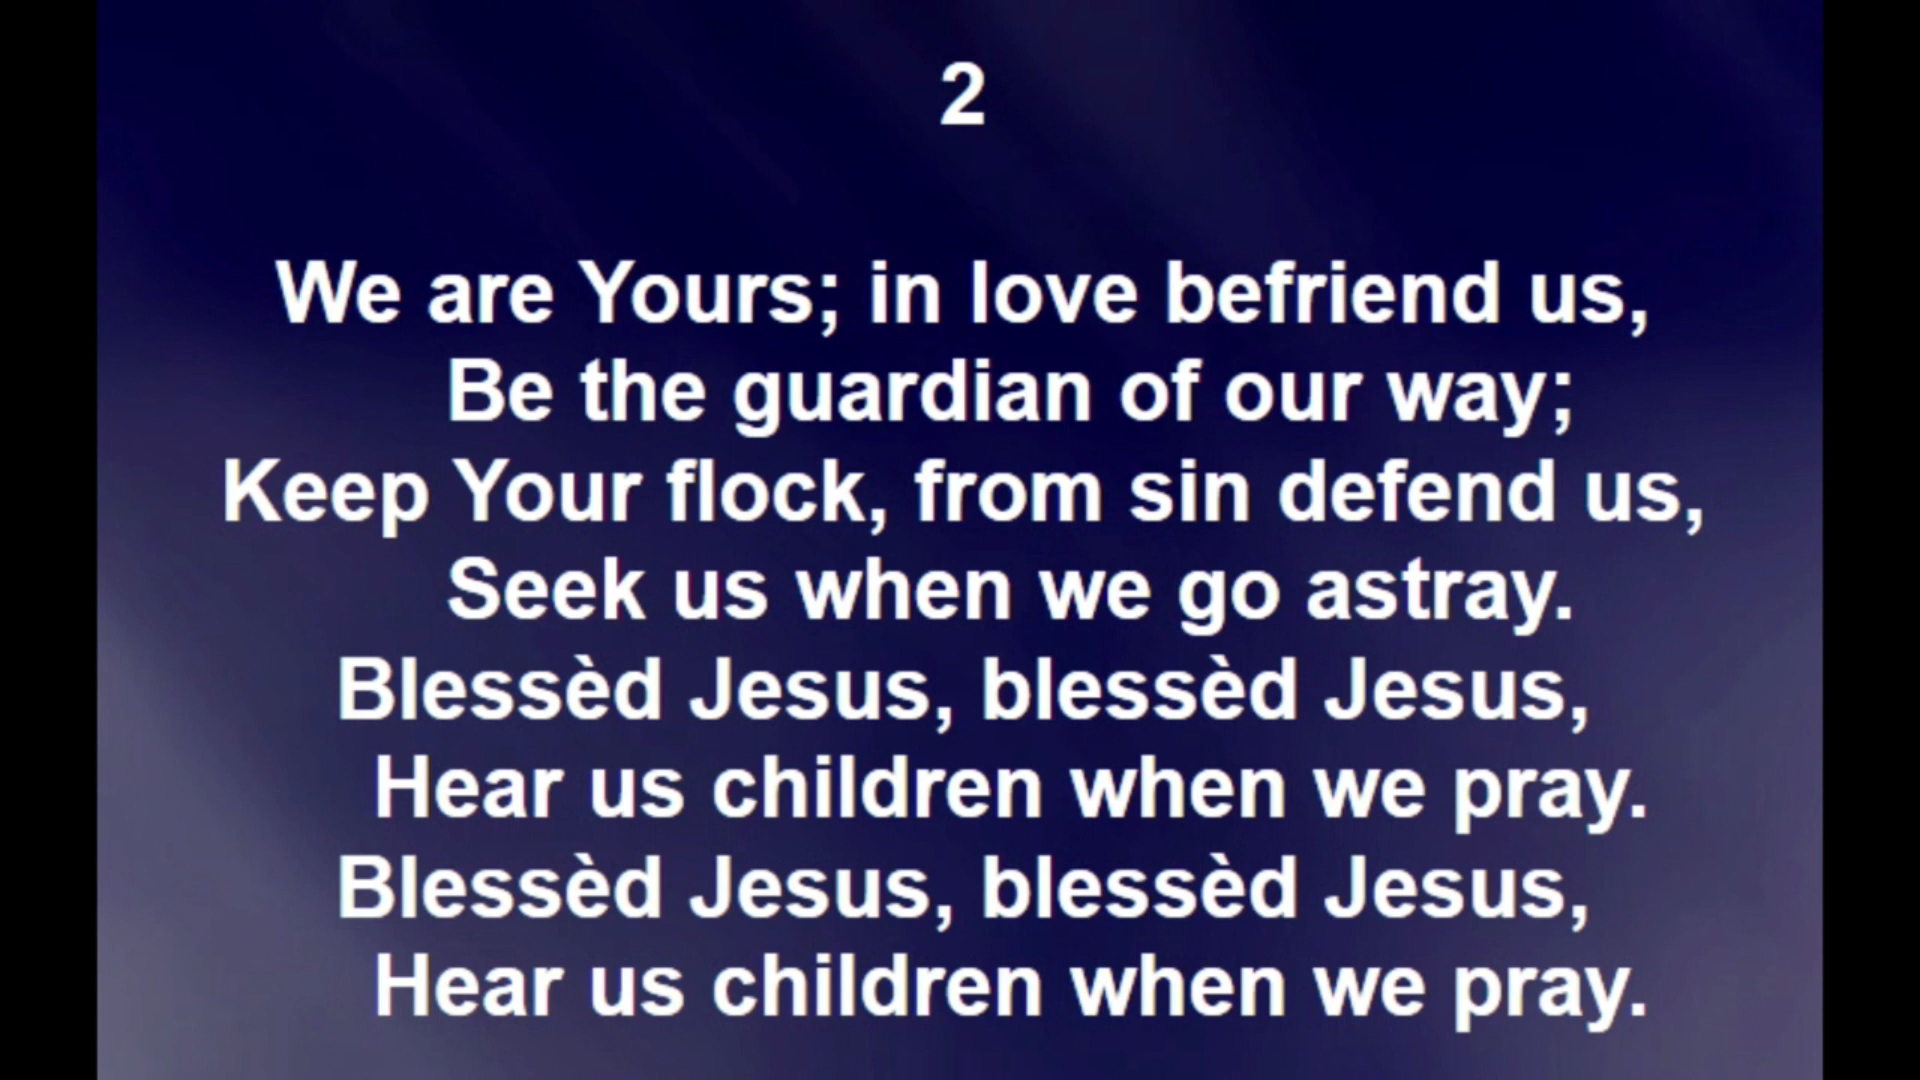 2
We are Yours; in love befriend us,
Be the guardian of our way;
Keep Your flock, from sin defend us,
Seek us when we go astray.
Blessèd Jesus, blessèd Jesus,
Hear us children when we pray.
Blessèd Jesus, blessèd Jesus,
Hear us children when we pray.